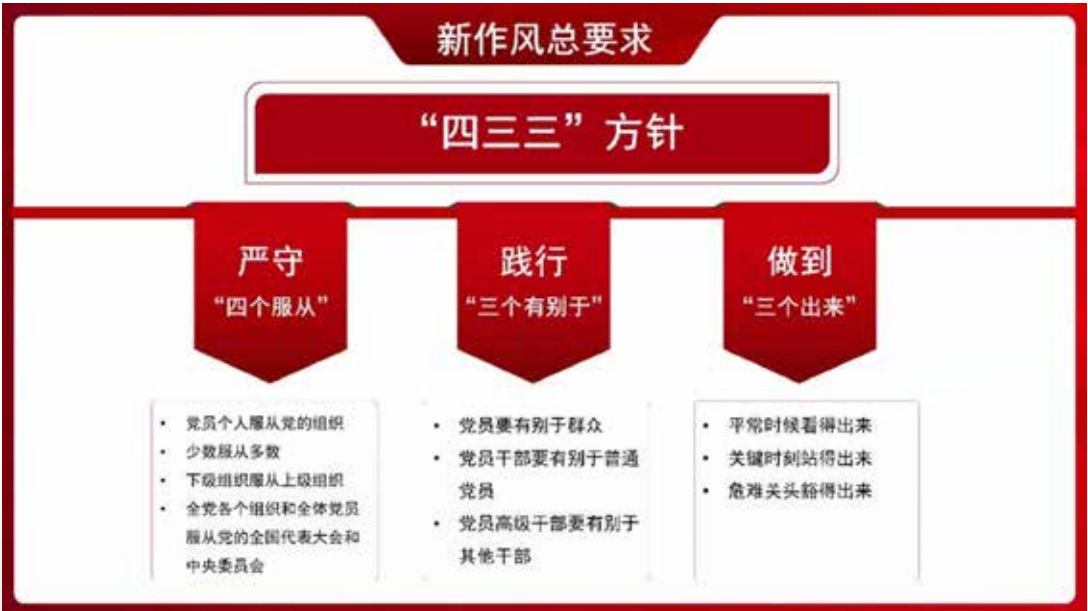 新作风总要求
“四三三”方针
严守
“四个服从”
践行
“三个有别于”
做到
“三个出来”
• 党员个人服从党的组织
• 少数服从多数
• 下级组织服从上级组织
• 全党各个组织和全体党员
服从党的全国代表大会和
中央委员会
• 党员要有别于群众
• 党员干部要有别于普通
党员
• 党员高级干部要有别于
其他干部
• 平常时候看得出来
• 关键时刻站得出来
• 危难关头豁得出来